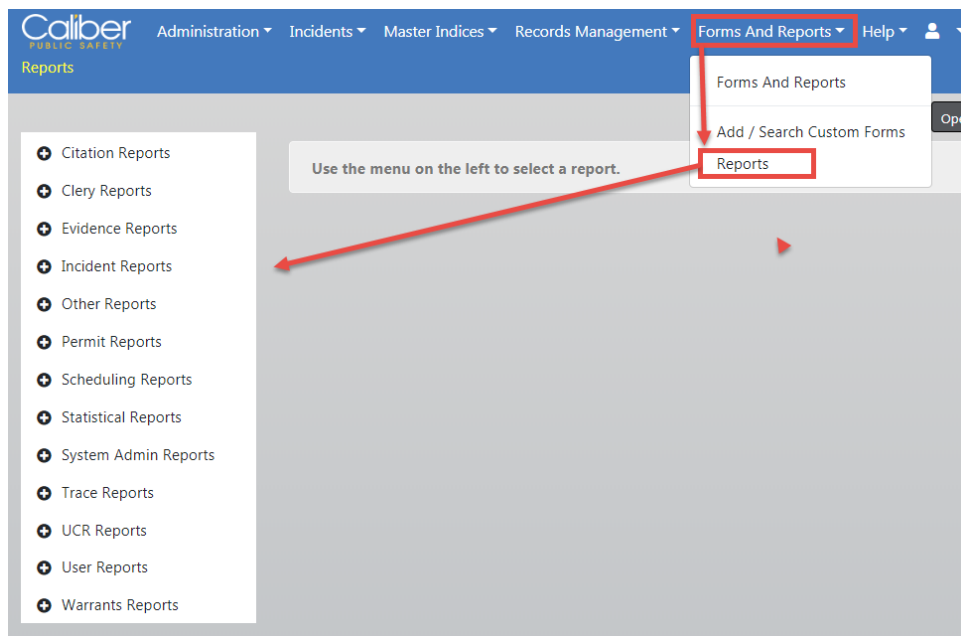 Caliber
PUBLIC SAFETY
Administration Incidents Master Indices Records Management Forms And Reports Help
Reports
Forms And Reports
Add / Search Custom Forms
Reports
Use the menu on the left to select a report.
Citation Reports
Clery Reports
Evidence Reports
Incident Reports
Other Reports
Permit Reports
Scheduling Reports
Statistical Reports
System Admin Reports
Trace Reports
UCR Reports
User Reports
Warrants Reports